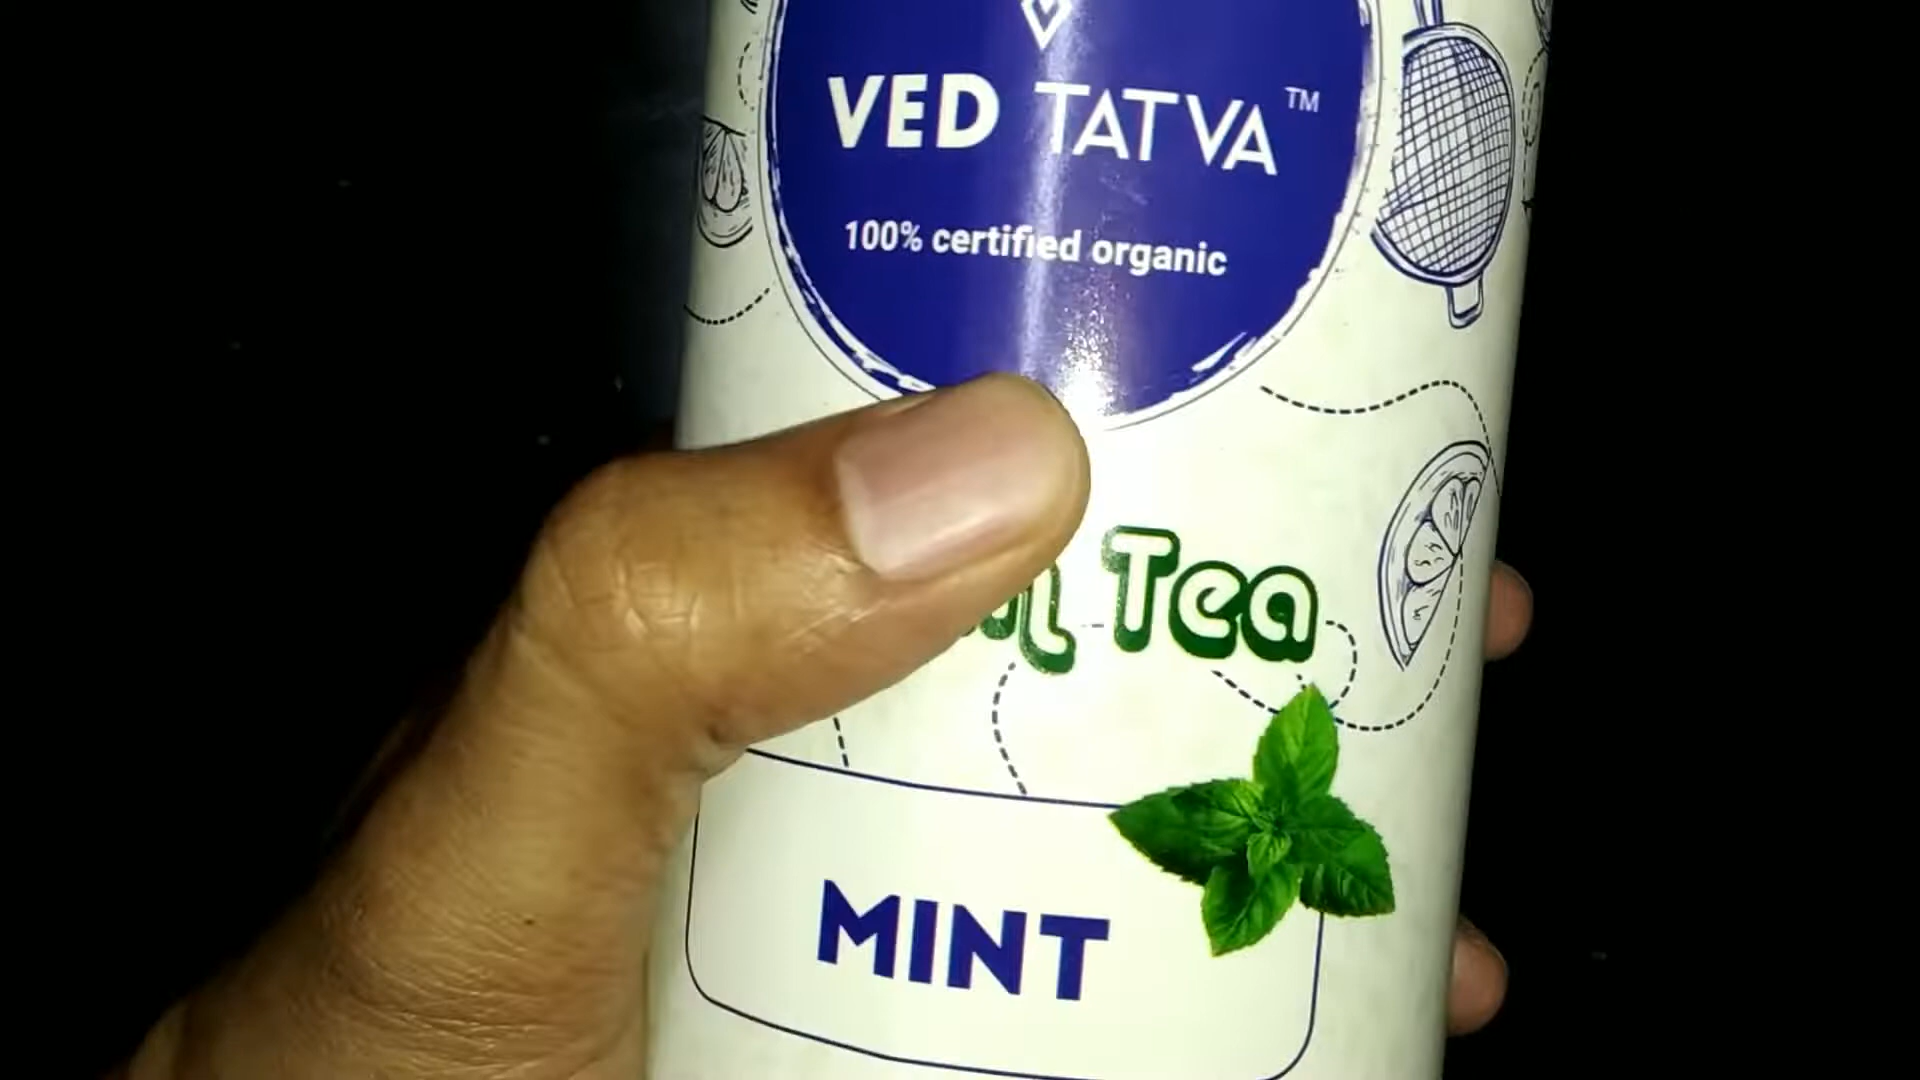 VED TATVA™
100% certified organic
Tea
MINT